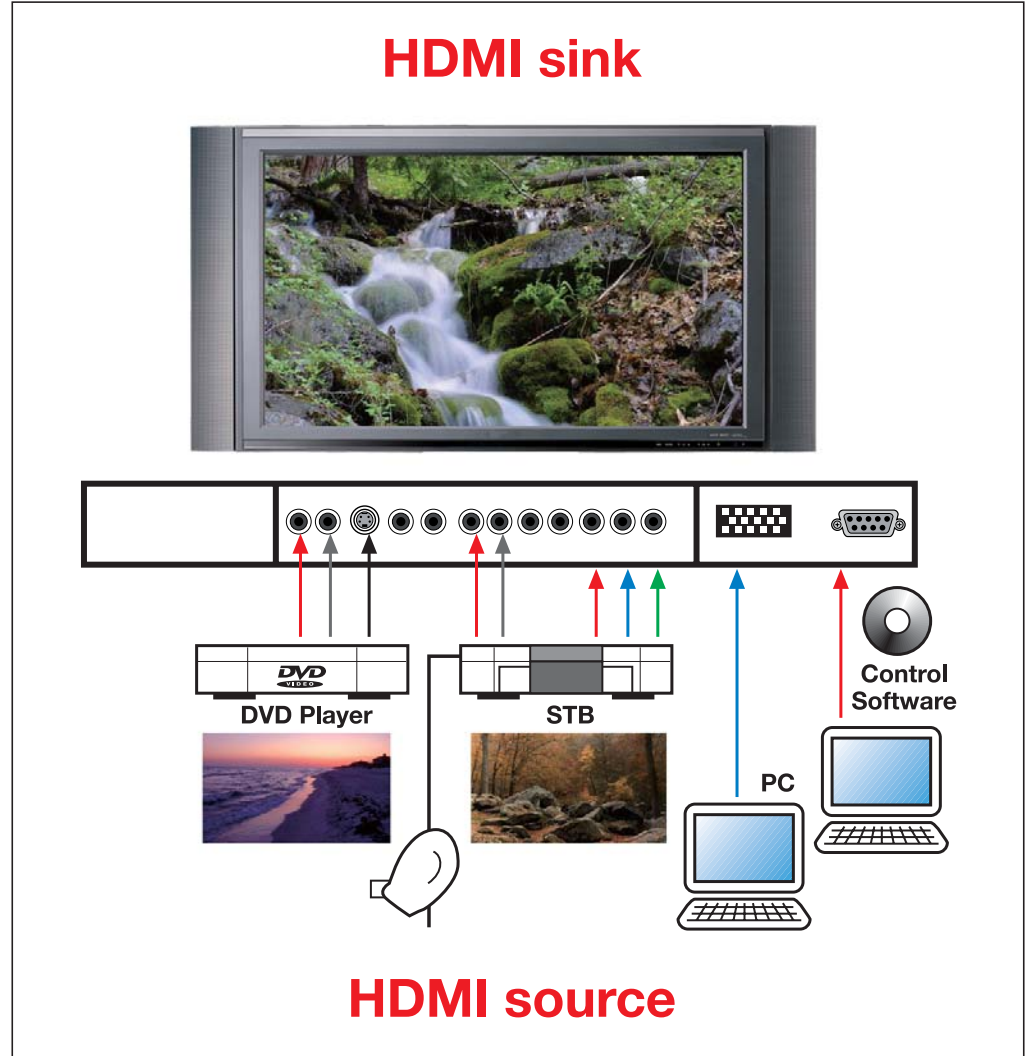 HDMI sink
DVD
VIDEO
DVD Player
STB
Control
Software
PC
HDMI source